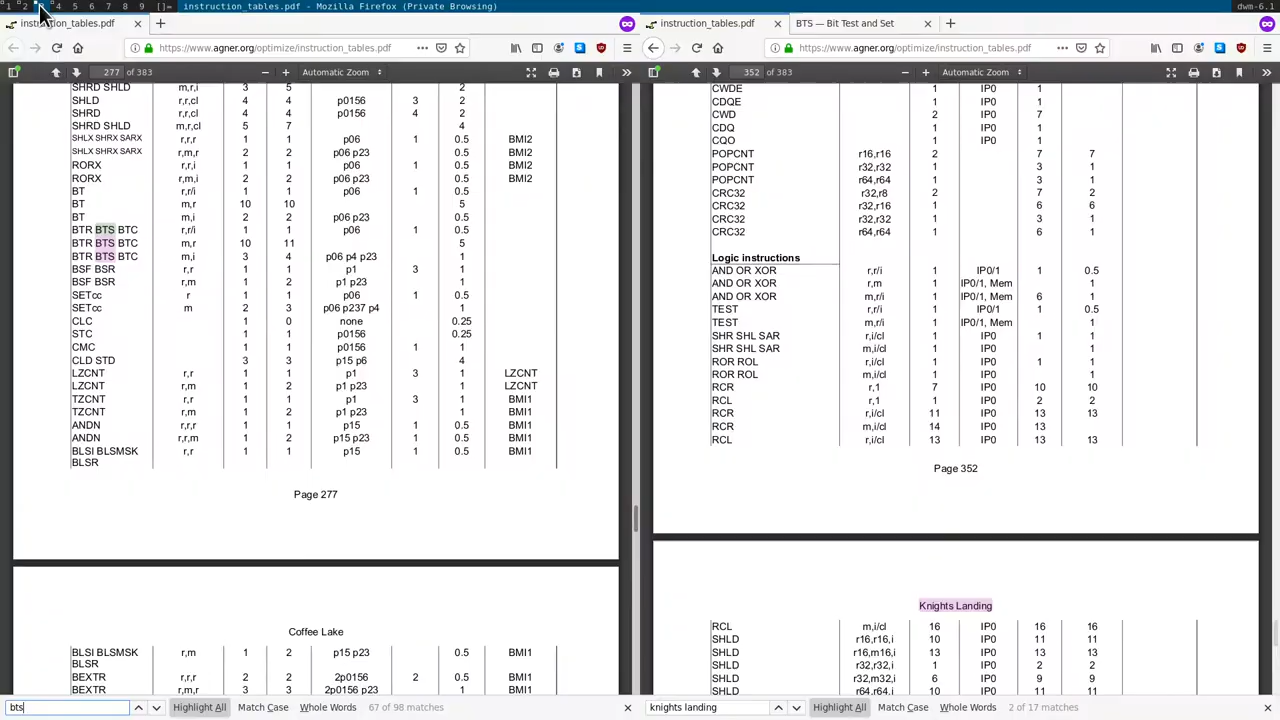 1 2 3 4 5 6 7 8 9 []= instruction_tables.pdf - Mozilla Firefox (Private Browsing) dwm-6.1
instruction_tables.pdf × +
https://www.agner.org/optimize/instruction_tables.pdf
277 of 383 − + Automatic Zoom
SHRD SHLD m,r,i 3 5 2
SHLD r,r,cl 4 4 p0156 3 2
SHRD r,r,cl 4 4 p0156 4 2
SHRD SHLD m,r,cl 5 7 4
SHLX SHRX SARX r,r,r 1 1 p06 1 0.5 BMI2
SHLX SHRX SARX r,m,r 2 2 p06 p23 0.5 BMI2
RORX r,r,i 1 1 p06 1 0.5 BMI2
RORX r,m,i 2 2 p06 p23 0.5 BMI2
BT r,r/i 1 1 p06 1 0.5
BT m,r 10 10 5
BT m,i 2 2 p06 p23 0.5
BTR BTS BTC r,r/i 1 1 p06 1 0.5
BTR BTS BTC m,r 10 11 5
BTR BTS BTC m,i 3 4 p06 p4 p23 1
BSF BSR r,r 1 1 p1 3 1
BSF BSR r,m 1 2 p1 p23 1
SETcc r 1 1 p06 1 0.5
SETcc m 2 3 p06 p237 p4 1
CLC 1 0 none 0.25
STC 1 1 p0156 0.25
CMC 1 1 p0156 1 1
CLD STD 3 3 p15 p6 4
LZCNT r,r 1 1 p1 3 1 LZCNT
LZCNT r,m 1 2 p1 p23 1 LZCNT
TZCNT r,r 1 1 p1 3 1 BMI1
TZCNT r,m 1 2 p1 p23 1 BMI1
ANDN r,r,r 1 1 p15 1 0.5 BMI1
ANDN r,r,m 1 2 p15 p23 1 0.5 BMI1
BLSI BLSMSK r,r 1 1 p15 1 0.5 BMI1
BLSR
Page 277
Coffee Lake
BLSI BLSMSK r,m 1 2 p15 p23 0.5 BMI1
BLSR
BEXTR r,r,r 2 2 2p0156 2 0.5 BMI1
BEXTR r,m,r 3 3 2p0156 p23 1 BMI1
bts Highlight All Match Case Whole Words 67 of 98 matches
instruction_tables.pdf × BTS — Bit Test and Set × +
https://www.agner.org/optimize/instruction_tables.pdf
352 of 383 − + Automatic Zoom
CWDE 1 IP0 1
CDQE 1 IP0 1
CWD 2 IP0 7
CDQ 1 IP0 1
CQO 1 IP0 1
POPCNT r16,r16 2 7 7
POPCNT r32,r32 1 3 1
POPCNT r64,r64 1 3 1
CRC32 r32,r8 2 7 2
CRC32 r32,r16 6 6
CRC32 r32,r32 1 3 1
CRC32 r64,r64 1 6 1
Logic instructions
AND OR XOR r,r/i 1 IP0/1 1 0.5
AND OR XOR r,m 1 IP0/1, Mem 1
AND OR XOR m,r/i 1 IP0/1, Mem 6 1
TEST r,r/i 1 IP0/1 1 0.5
TEST m,r/i 1 IP0/1, Mem 1
SHR SHL SAR r,i/cl 1 IP0 1 1
SHR SHL SAR m,i/cl 1 IP0 1
ROR ROL r,i/cl 1 IP0 1 1
ROR ROL m,i/cl 1 IP0 1
RCR r,1 7 IP0 10 10
RCL r,1 1 IP0 2 2
RCR r,i/cl 11 IP0 13 13
RCR m,i/cl 14 IP0 13
RCL r,i/cl 13 IP0 13 13
Page 352
Knights Landing
RCL m,i/cl 16 IP0 16 16
SHLD r16,r16,i 10 IP0 11 11
SHLD r16,m16,i 13 IP0 13 13
SHLD r32,r32,i 1 IP0 2 2
SHLD r32,m32,i 6 IP0 9 9
SHLD r64,r64,i 10 IP0 11 11
knights landing Highlight All Match Case Whole Words 2 of 17 matches